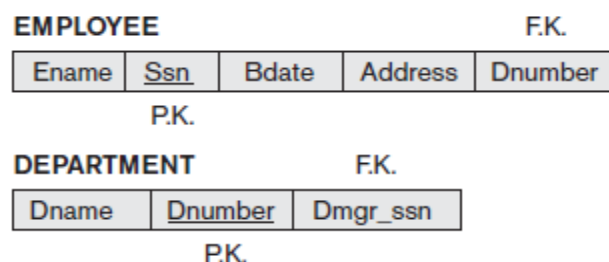 EMPLOYEE F.K.
Ename Ssn Bdate Address Dnumber
P.K.
DEPARTMENT F.K.
Dname Dnumber Dmgr_ssn
P.K.